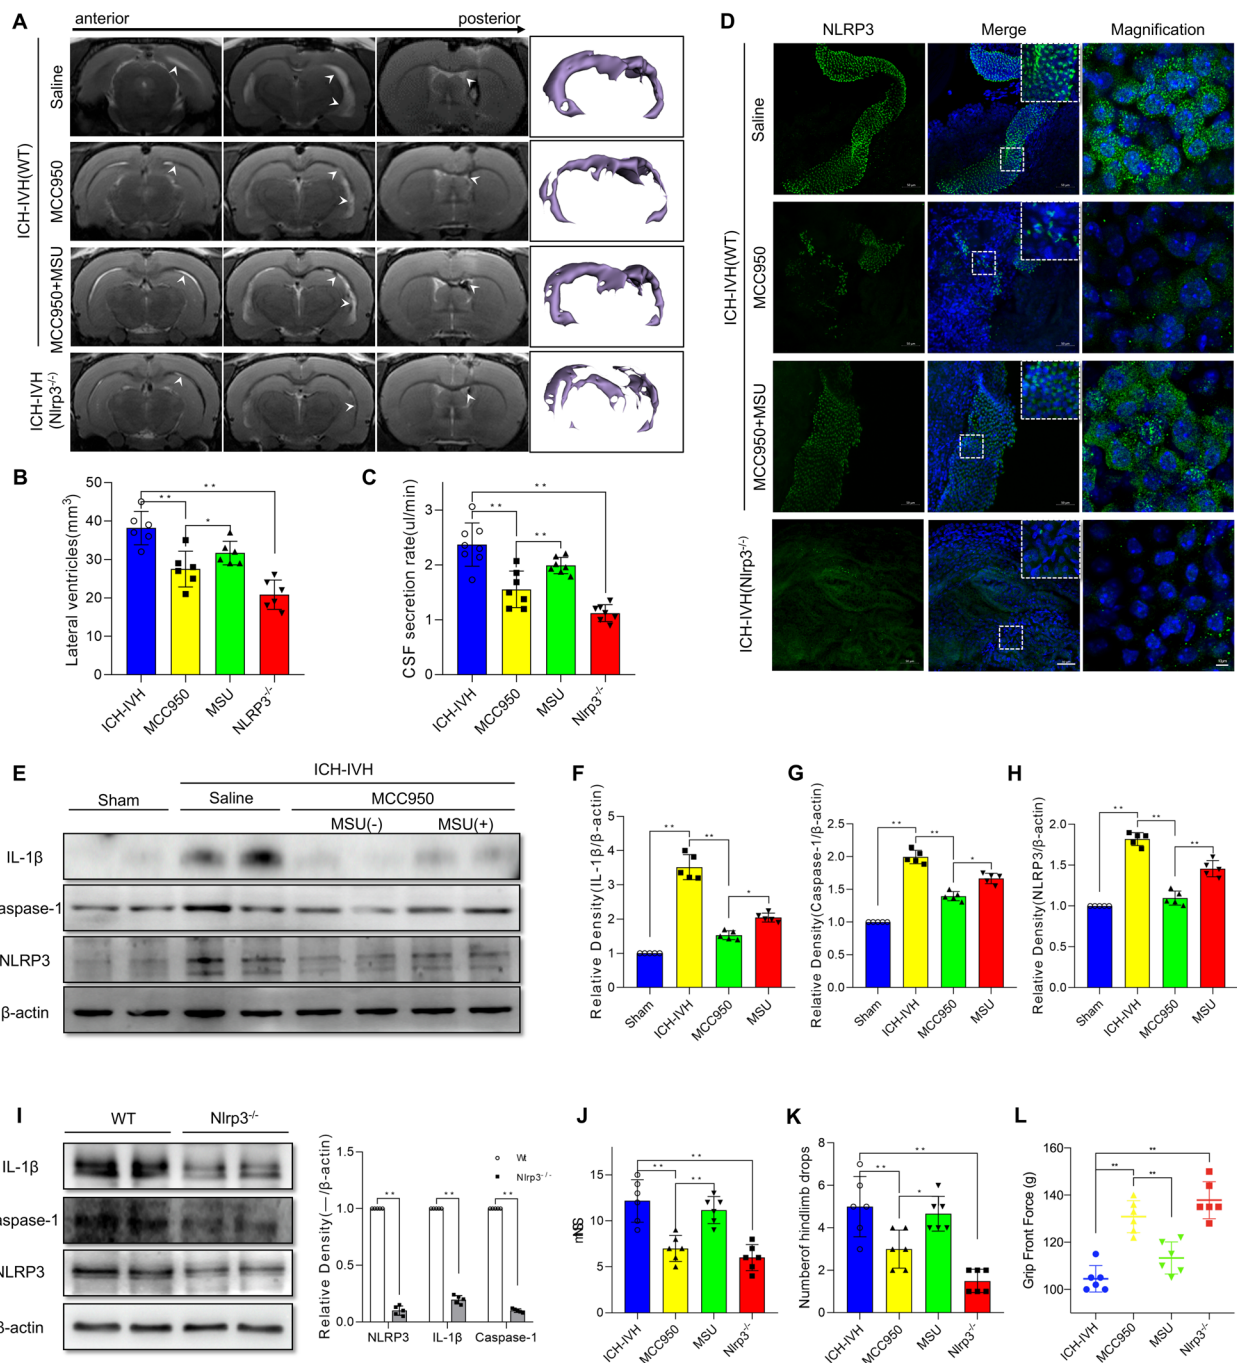 A
anterior
posterior
ICH-IVH(WT)
Saline
MCC950
MCC950+MSU
ICH-IVH
(Nlrp3-/-)
D
NLRP3
Merge
Magnification
ICH-IVH(WT)
Saline
MCC950
MCC950+MSU
ICH-IVH(Nlrp3-/-)
B
Lateral ventricles(mm3)
50
40
30
20
10
0
**
**
*
ICH-IVH
MCC950
MSU
NLRP3-/-
C
CSF secretion rate(ul/min)
3
2
1
0
**
**
**
ICH-IVH
MCC950
MSU
Nlrp3-/-
E
ICH-IVH
Sham
Saline
MCC950
MSU(-)
MSU(+)
IL-1β
aspase-1
NLRP3
β-actin
F
Relative Density(IL-1β/β-actin)
5
4
3
2
1
0
**
**
*
Sham
ICH-IVH
MCC950
MSU
G
Relative Density(Caspase-1/β-actin)
2.5
2.0
1.5
1.0
0.5
0.0
**
**
*
Sham
ICH-IVH
MCC950
MSU
H
Relative Density(NLRP3/β-actin)
2.0
1.5
1.0
0.5
0.0
**
**
**
Sham
ICH-IVH
MCC950
MSU
I
WT
Nlrp3-/-
IL-1β
aspase-1
NLRP3
β-actin
Relative Density(—/β-actin)
1.5
1.0
0.5
0.0
Wt
Nlrp3-/-
**
**
**
NLRP3
IL-1β
Caspase-1
J
mNSS
15
10
5
0
**
**
**
ICH-IVH
MCC950
MSU
Nlrp3-/-
K
Numberof hindlimb drops
8
6
4
2
0
**
**
*
ICH-IVH
MCC950
MSU
Nlrp3-/-
L
Grip Front Force (g)
160
140
120
100
**
**
**
ICH-IVH
MCC950
MSU
Nlrp3-/-